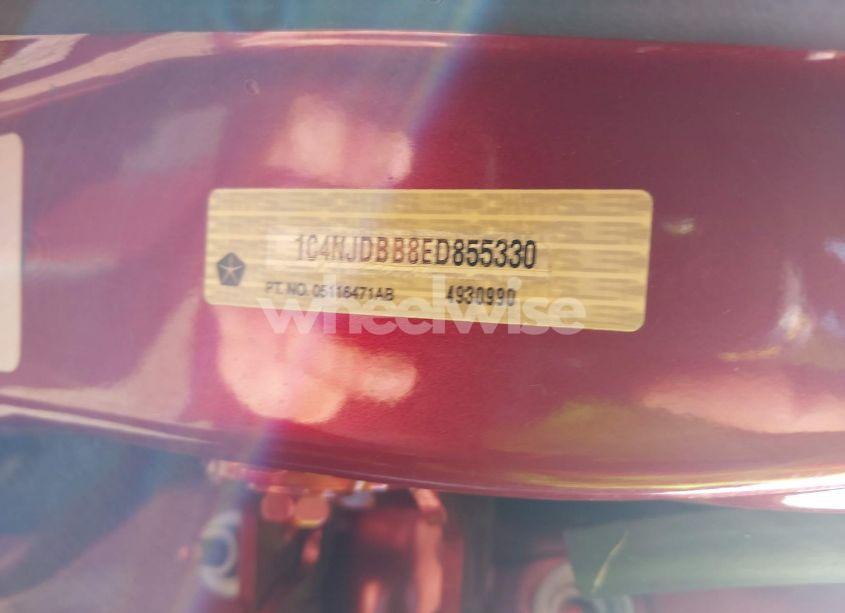 1C4NJDBB8ED855330
PT. NO. 05116471AB 4930990
wheelwise